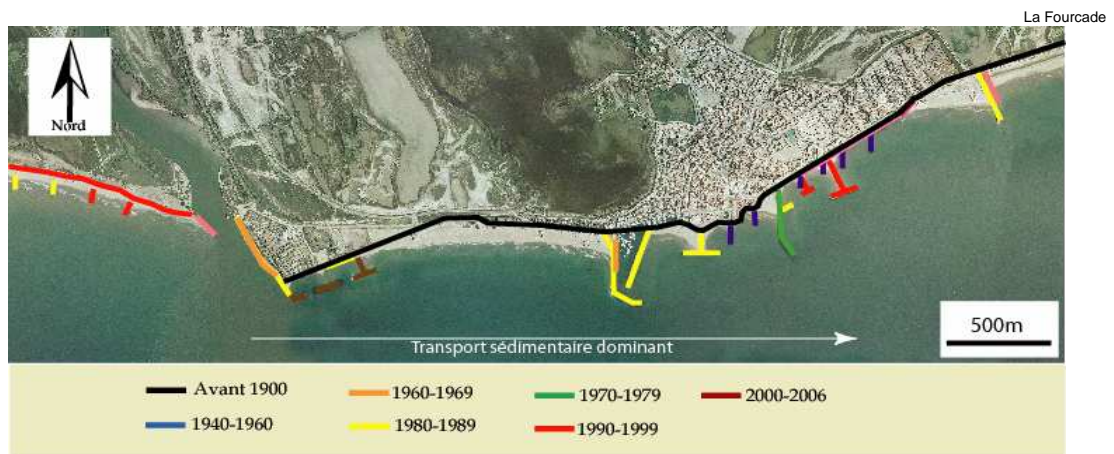 La Fourcade
Nord
500m
Transport sédimentaire dominant
Avant 1900
1960-1969
1970-1979
2000-2006
1940-1960
1980-1989
1990-1999